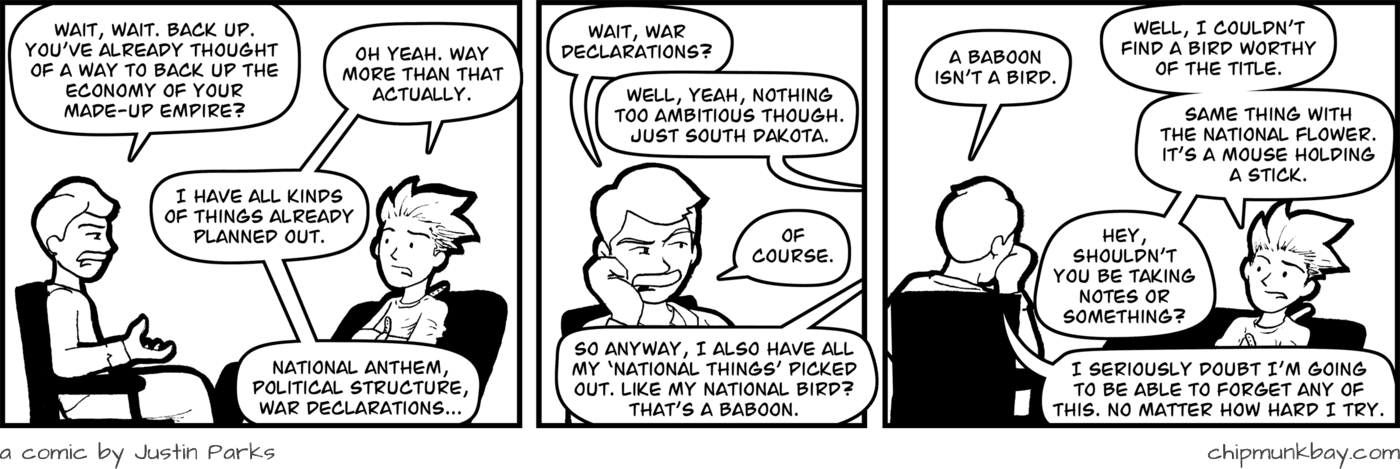 WAIT, WAIT. BACK UP.
YOU'VE ALREADY THOUGHT
OF A WAY TO BACK UP THE
ECONOMY OF YOUR
MADE-UP EMPIRE?
OH YEAH. WAY
MORE THAN THAT
ACTUALLY.
I HAVE ALL KINDS
OF THINGS ALREADY
PLANNED OUT.
NATIONAL ANTHEM,
POLITICAL STRUCTURE,
WAR DECLARATIONS...
WAIT, WAR
DECLARATIONS?
WELL, YEAH, NOTHING
TOO AMBITIOUS THOUGH.
JUST SOUTH DAKOTA.
OF
COURSE.
SO ANYWAY, I ALSO HAVE ALL
MY 'NATIONAL THINGS' PICKED
OUT. LIKE MY NATIONAL BIRD?
THAT'S A BABOON.
A BABOON
ISN'T A BIRD.
WELL, I COULDN'T
FIND A BIRD WORTHY
OF THE TITLE.
SAME THING WITH
THE NATIONAL FLOWER.
IT'S A MOUSE HOLDING
A STICK.
HEY,
SHOULDN'T
YOU BE TAKING
NOTES OR
SOMETHING?
I SERIOUSLY DOUBT I'M GOING
TO BE ABLE TO FORGET ANY OF
THIS. NO MATTER HOW HARD I TRY.
a comic by Justin Parks
chipmunkbay.com